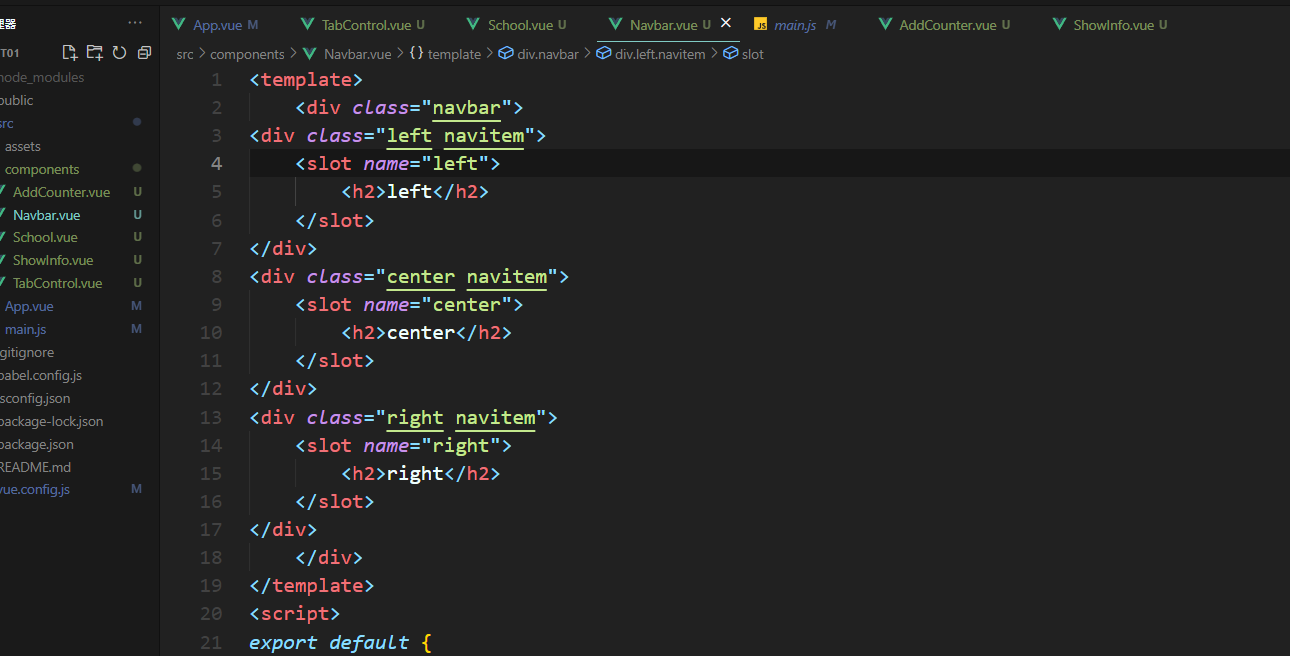 App.vue M TabControl.vue U School.vue U Navbar.vue U main.js M AddCounter.vue U ShowInfo.vue U
src > components > Navbar.vue > {} template > div.navbar > div.left.navitem > slot
T01
node_modules
public
src
assets
components
AddCounter.vue U
Navbar.vue U
School.vue U
ShowInfo.vue U
TabControl.vue U
App.vue M
main.js M
gitignore
babel.config.js
sconfig.json
package-lock.json
package.json
README.md
vue.config.js M
1 <template>
2 <div class="navbar">
3 <div class="left navitem">
4 <slot name="left">
5 <h2>left</h2>
6 </slot>
7 </div>
8 <div class="center navitem">
9 <slot name="center">
10 <h2>center</h2>
11 </slot>
12 </div>
13 <div class="right navitem">
14 <slot name="right">
15 <h2>right</h2>
16 </slot>
17 </div>
18 </div>
19 </template>
20 <script>
21 export default {